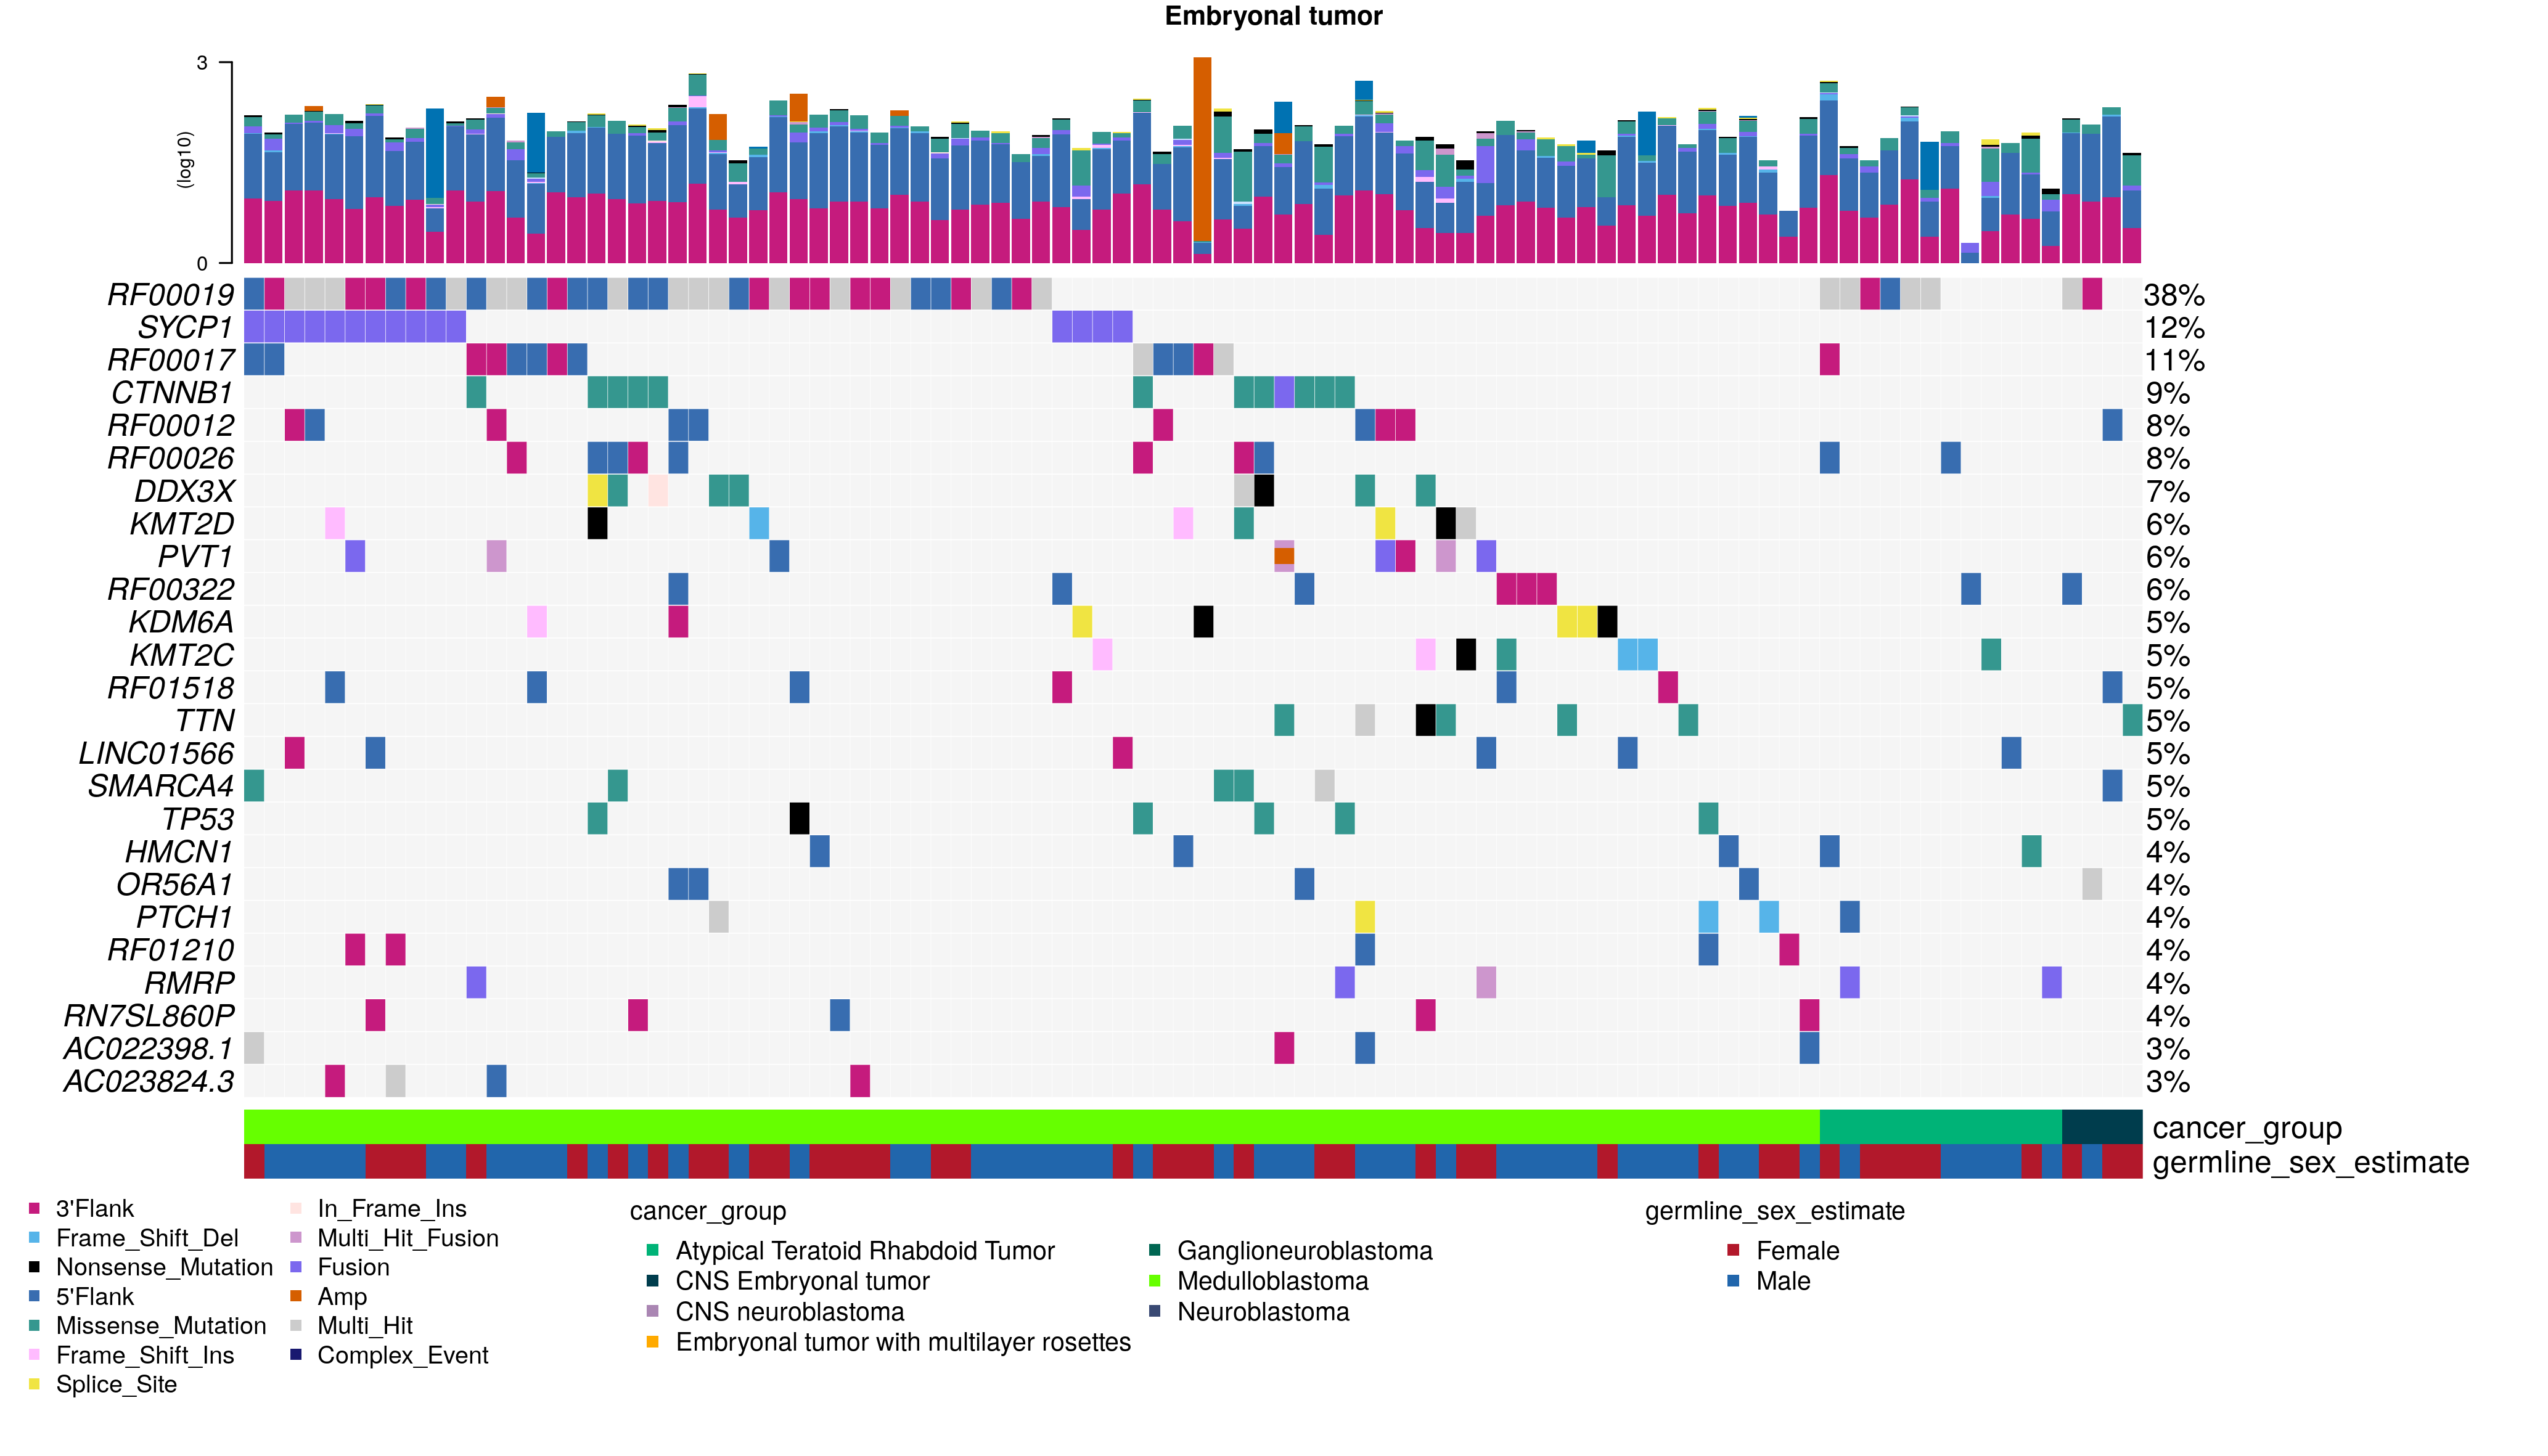 Embryonal tumor
3
(log10)
0
RF00019 38%
SYCP1 12%
RF00017 11%
CTNNB1 9%
RF00012 8%
RF00026 8%
DDX3X 7%
KMT2D 6%
PVT1 6%
RF00322 6%
KDM6A 5%
KMT2C 5%
RF01518 5%
TTN 5%
LINC01566 5%
SMARCA4 5%
TP53 5%
HMCN1 4%
OR56A1 4%
PTCH1 4%
RF01210 4%
RMRP 4%
RN7SL860P 4%
AC022398.1 3%
AC023824.3 3%
cancer_group
germline_sex_estimate
3'Flank
Frame_Shift_Del
Nonsense_Mutation
5'Flank
Missense_Mutation
Frame_Shift_Ins
Splice_Site
In_Frame_Ins
Multi_Hit_Fusion
Fusion
Amp
Multi_Hit
Complex_Event
cancer_group
Atypical Teratoid Rhabdoid Tumor
CNS Embryonal tumor
CNS neuroblastoma
Embryonal tumor with multilayer rosettes
Ganglioneuroblastoma
Medulloblastoma
Neuroblastoma
germline_sex_estimate
Female
Male